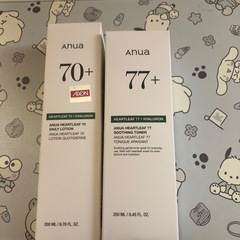 Anua
70+
ÆON
HEARTLEAF 70 + HYALURON
ANUA HEARTLEAF 70
DAILY LOTION
ANUA HEARTLEAF 70
LOTION QUOTIDIENNE
200 ML / 6.76 FL. OZ.
Anua
77+
HEARTLEAF 77 + HYALURON
ANUA HEARTLEAF 77
SOOTHING TONER
ANUA HEARTLEAF 77
TONIQUE APAISANT
250 ML / 8.45 FL. OZ.